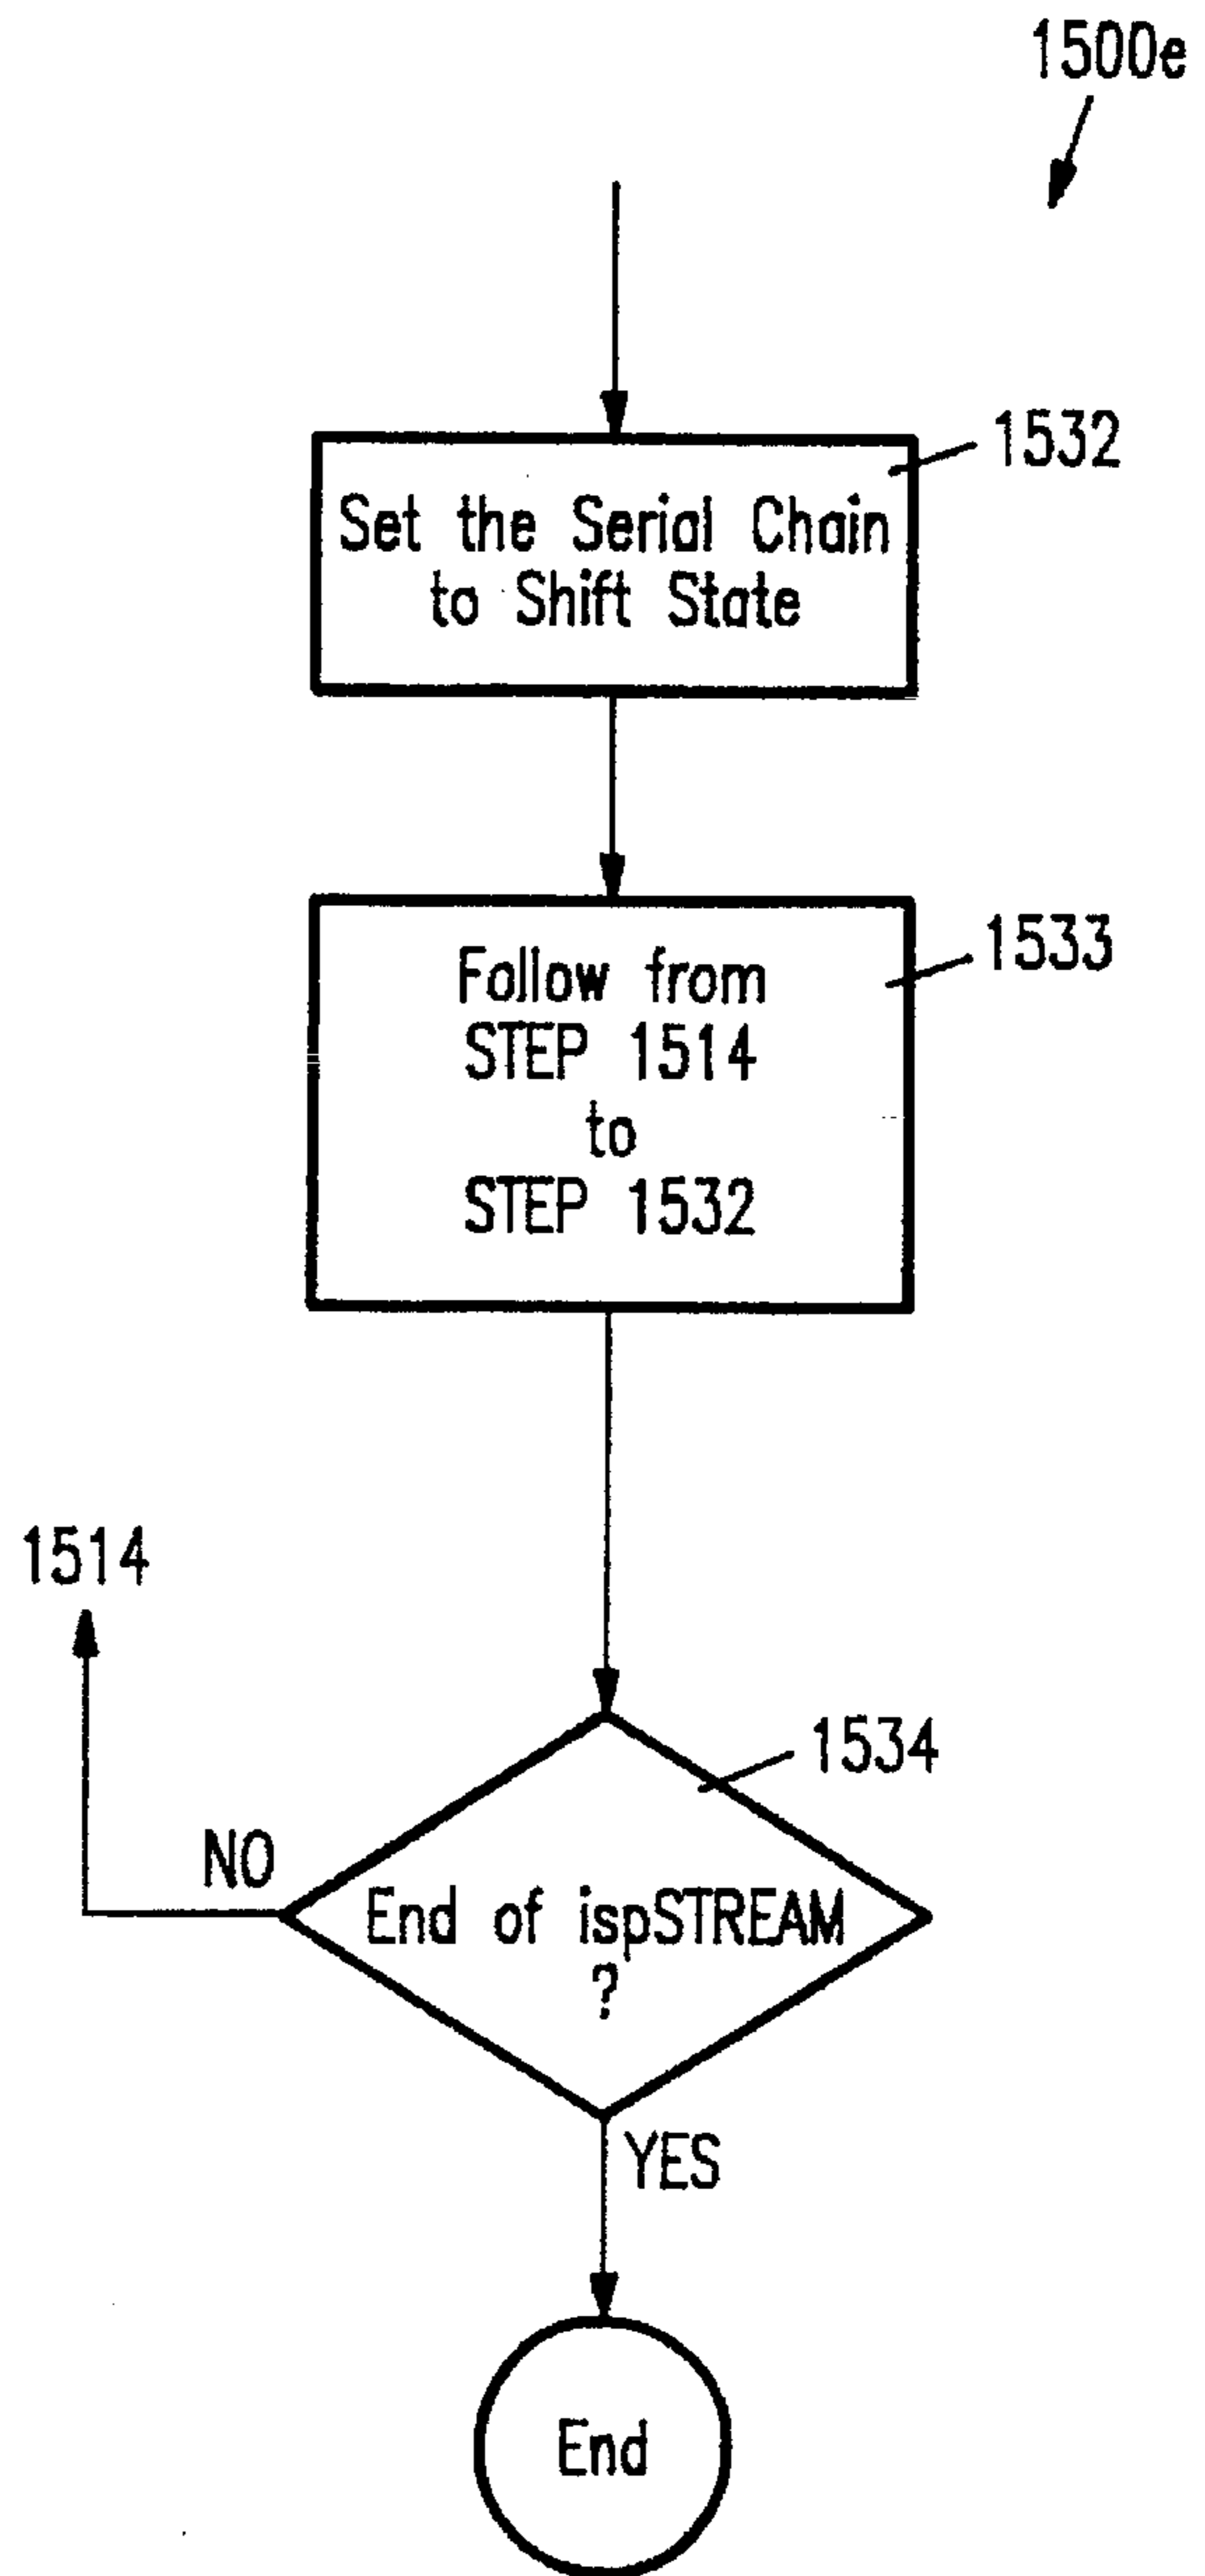 1500e
1532
Set the Serial Chain
to Shift State
1533
Follow from
STEP 1514
to
STEP 1532
1514
1534
NO
End of ispSTREAM
?
YES
End